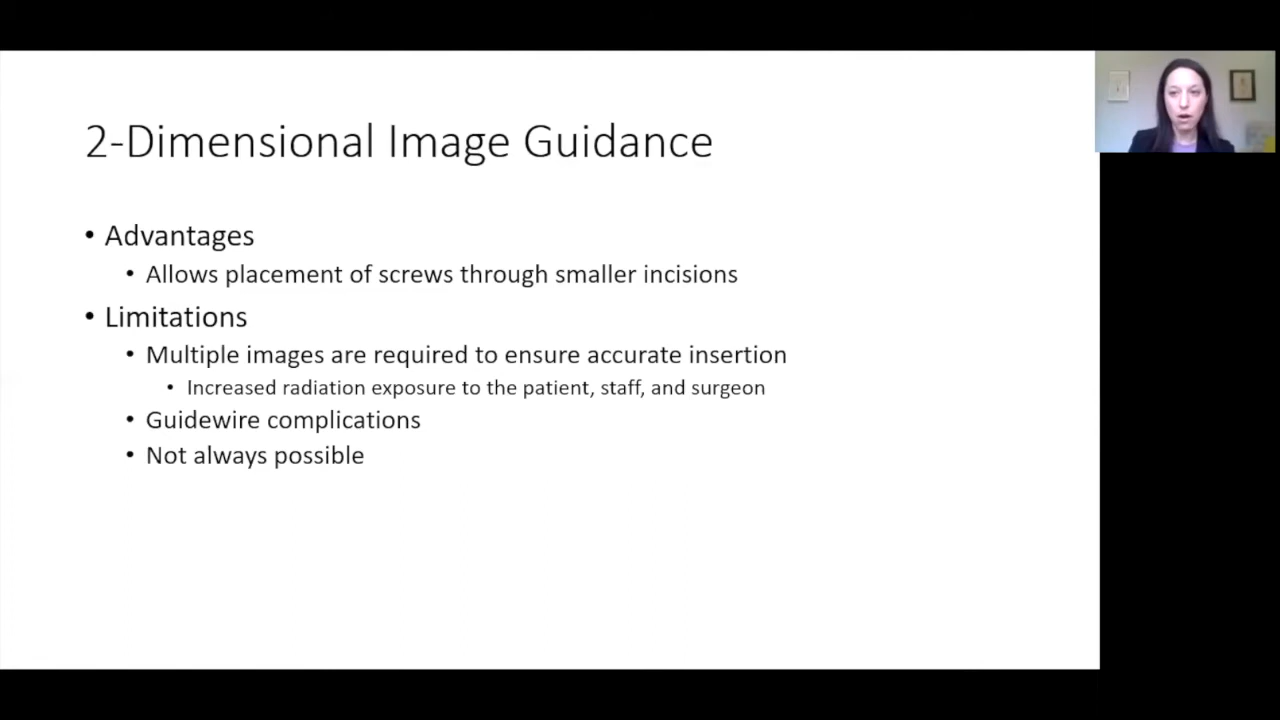 2-Dimensional Image Guidance
• Advantages
• Allows placement of screws through smaller incisions
• Limitations
• Multiple images are required to ensure accurate insertion
• Increased radiation exposure to the patient, staff, and surgeon
• Guidewire complications
• Not always possible